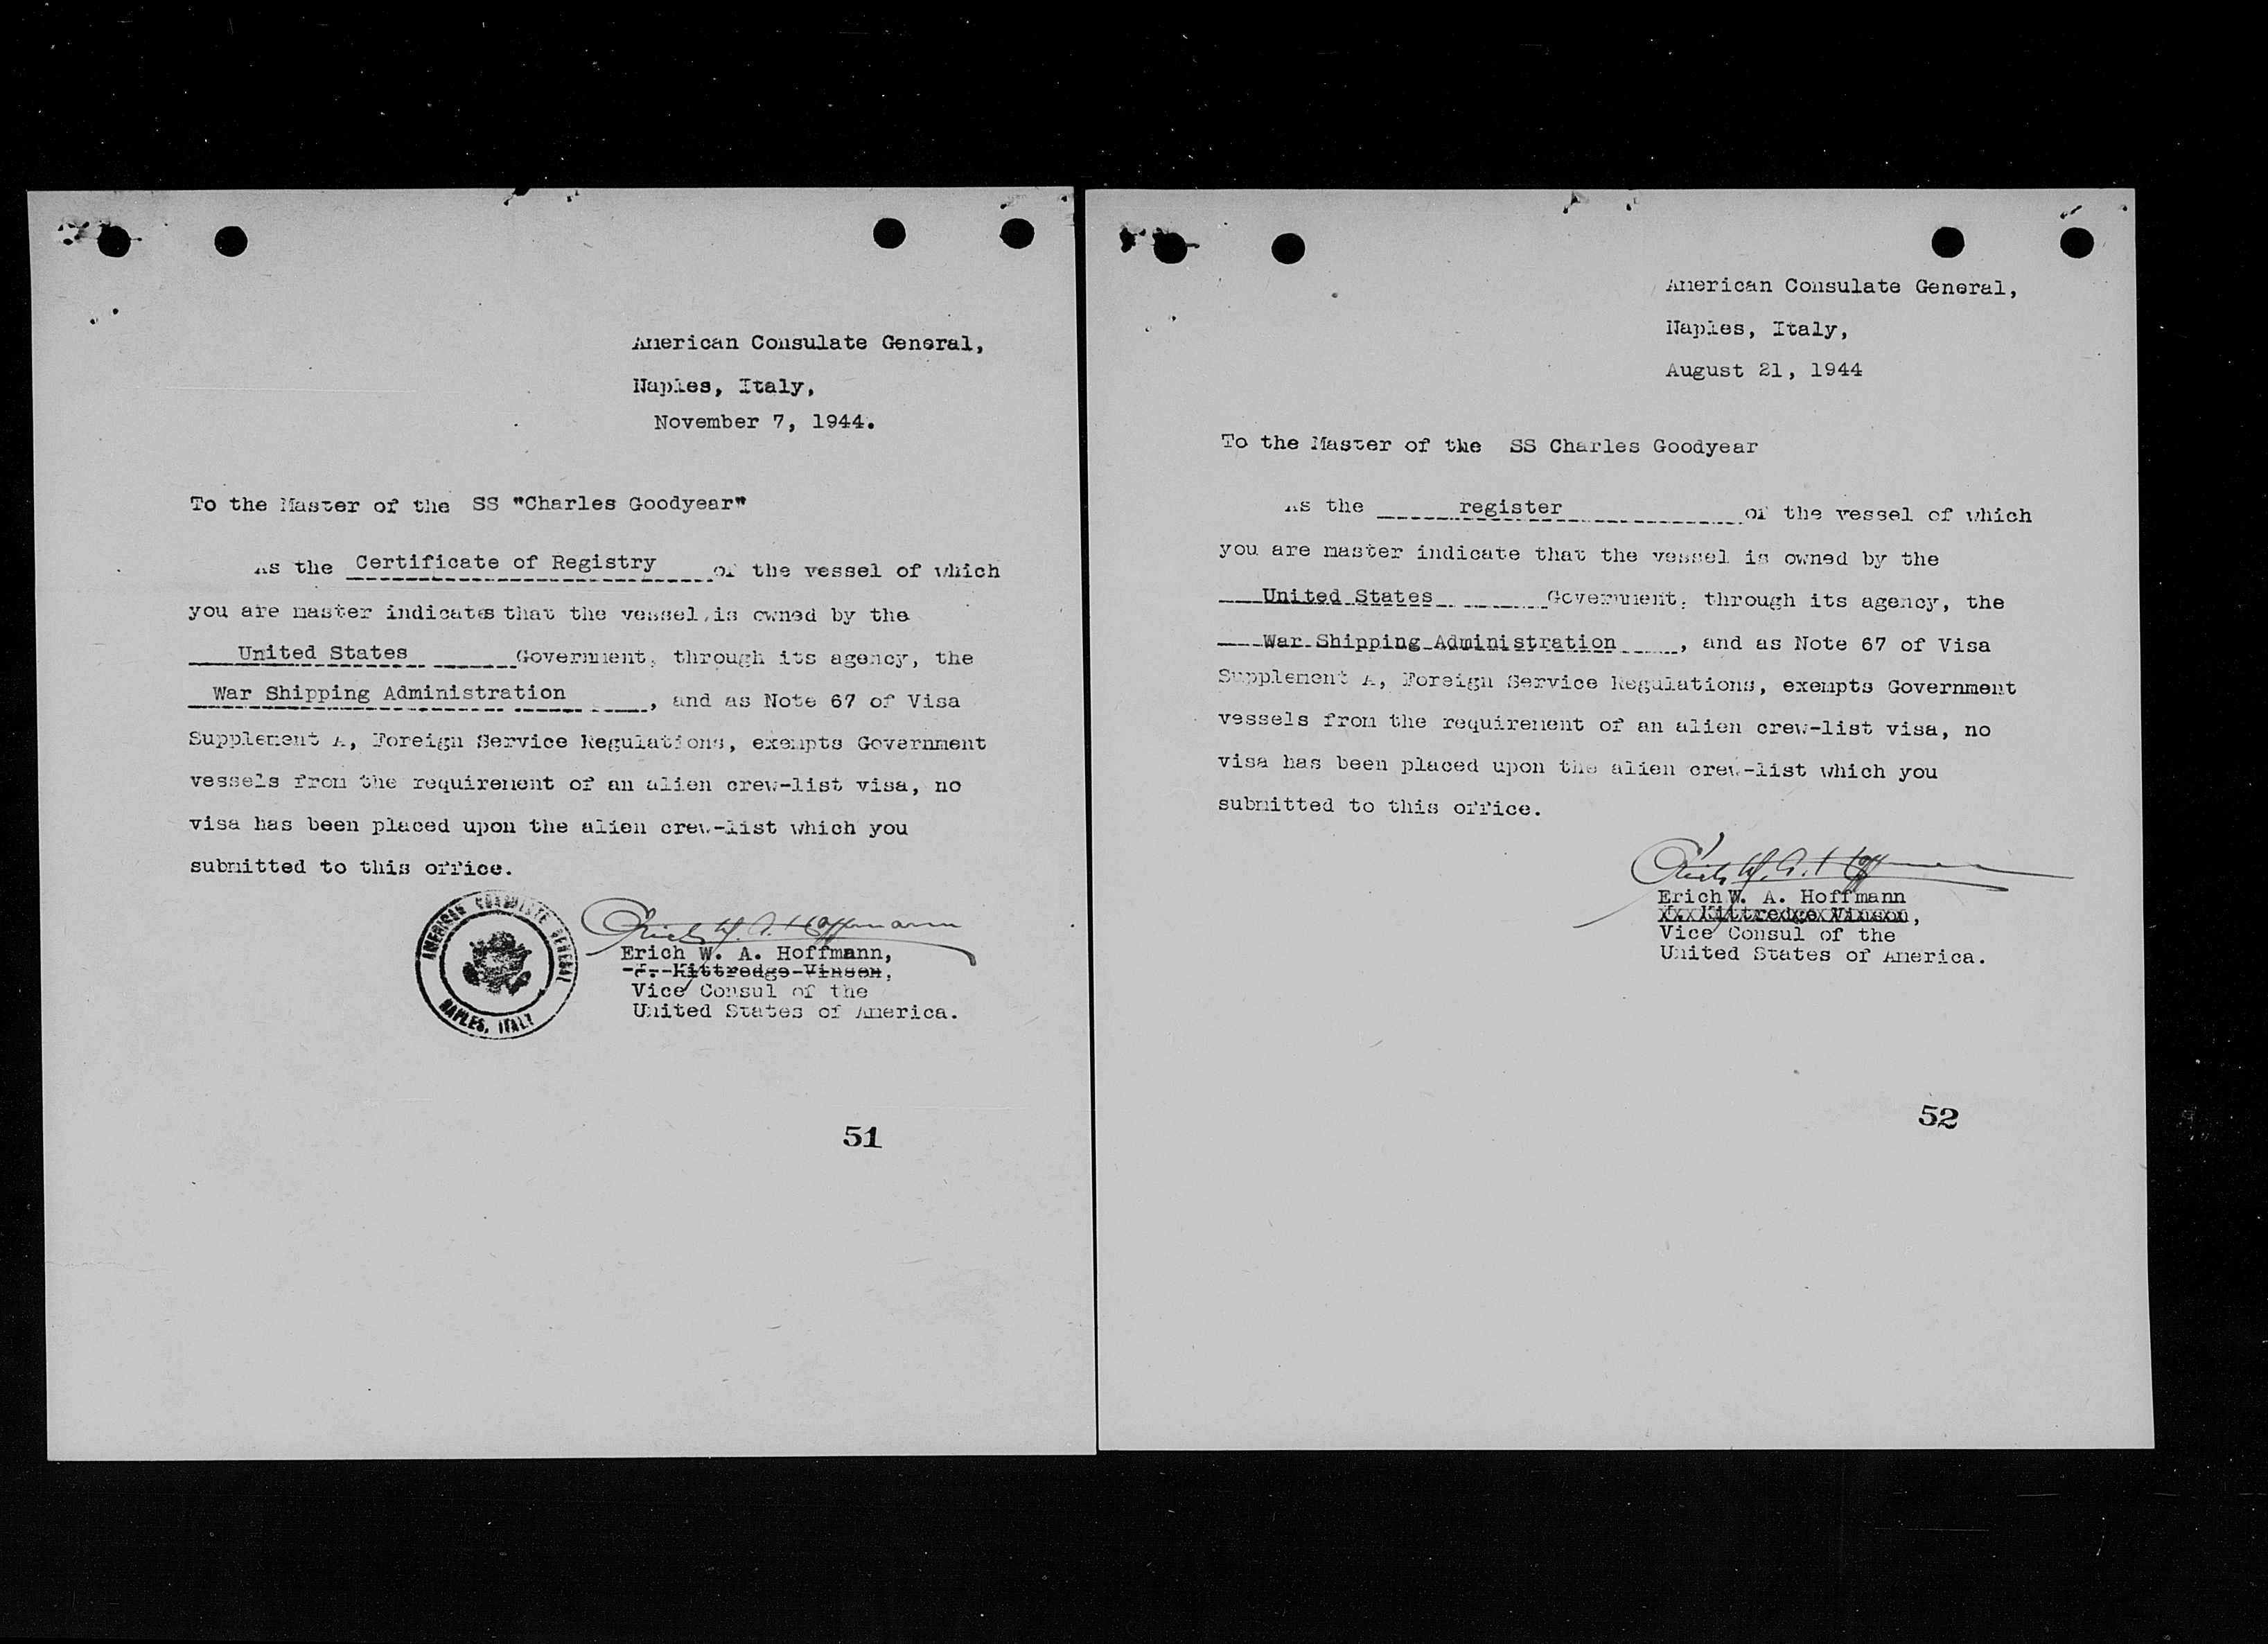 American Consulate General,
Naples, Italy,
November 7, 1944.
To the Master of the SS "Charles Goodyear"
As the Certificate of Registry of the vessel of which
you are master indicates that the vessel is owned by the
United States Government, through its agency, the
War Shipping Administration, and as Note 67 of Visa
Supplement A, Foreign Service Regulations, exempts Government
vessels from the requirement of an alien crew-list visa, no
visa has been placed upon the alien crew-list which you
submitted to this office.
AMERICAN CONSULATE GENERAL
NAPLES, ITALY
Erich W. A. Hoffmann
Erich W. A. Hoffmann,
Kittredge Vinson,
Vice Consul of the
United States of America.
51
American Consulate General,
Naples, Italy,
August 21, 1944
To the Master of the SS Charles Goodyear
As the register of the vessel of which
you are master indicate that the vessel is owned by the
United States Government, through its agency, the
War Shipping Administration, and as Note 67 of Visa
Supplement A, Foreign Service Regulations, exempts Government
vessels from the requirement of an alien crew-list visa, no
visa has been placed upon the alien crew-list which you
submitted to this office.
Erich W. A. Hoffmann
Erich W. A. Hoffmann
Kittredge Vinson,
Vice Consul of the
United States of America.
52